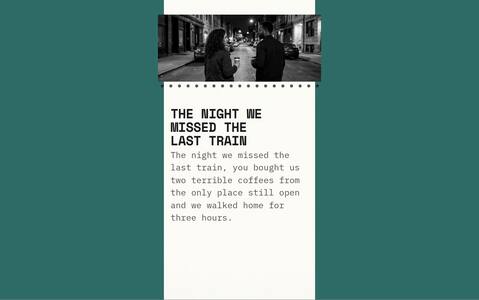 THE NIGHT WE
MISSED THE
LAST TRAIN
The night we missed the
last train, you bought us
two terrible coffees from
the only place still open
and we walked home for
three hours.